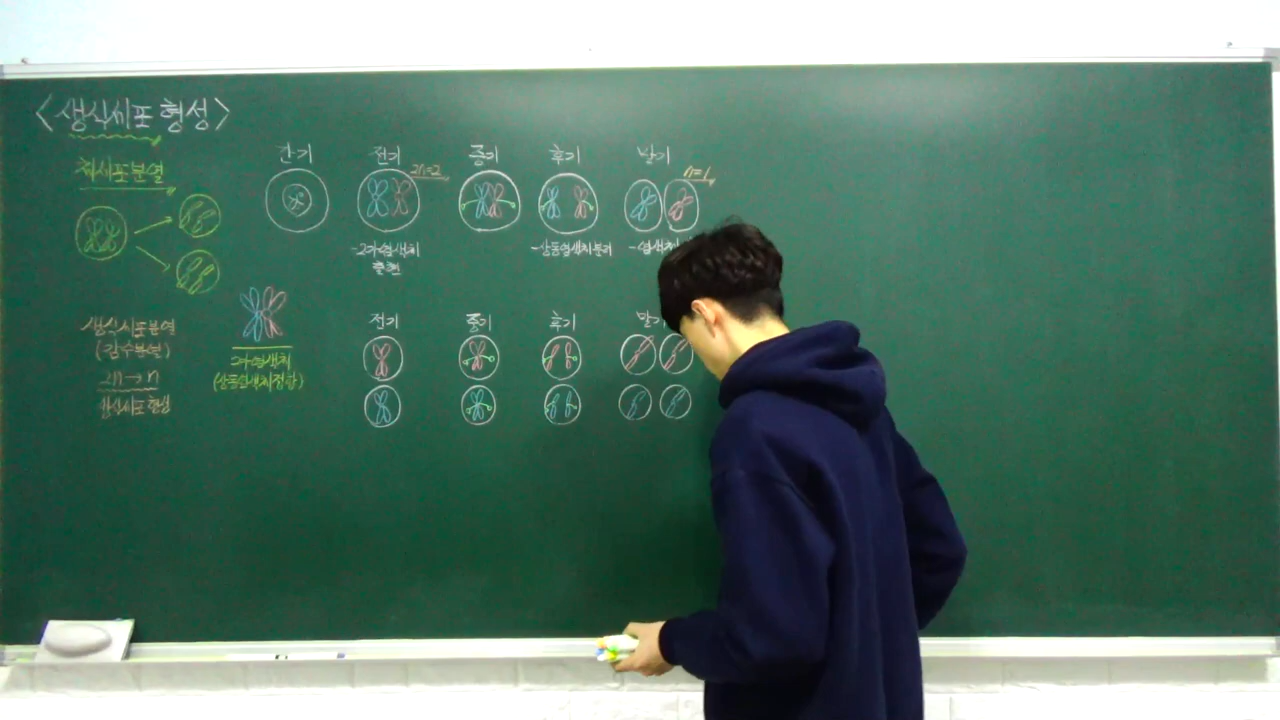 <생식세포 형성>
체세포분열
간기 전기 중기 후기 말기
2n=2
n=1
-2가염색체
출현
-상동염색체분리
-염색체
전기 중기 후기 말기
생식세포분열
(감수분열)
2n→n
생식세포 형성
2가염색체
(상동염색체접합)